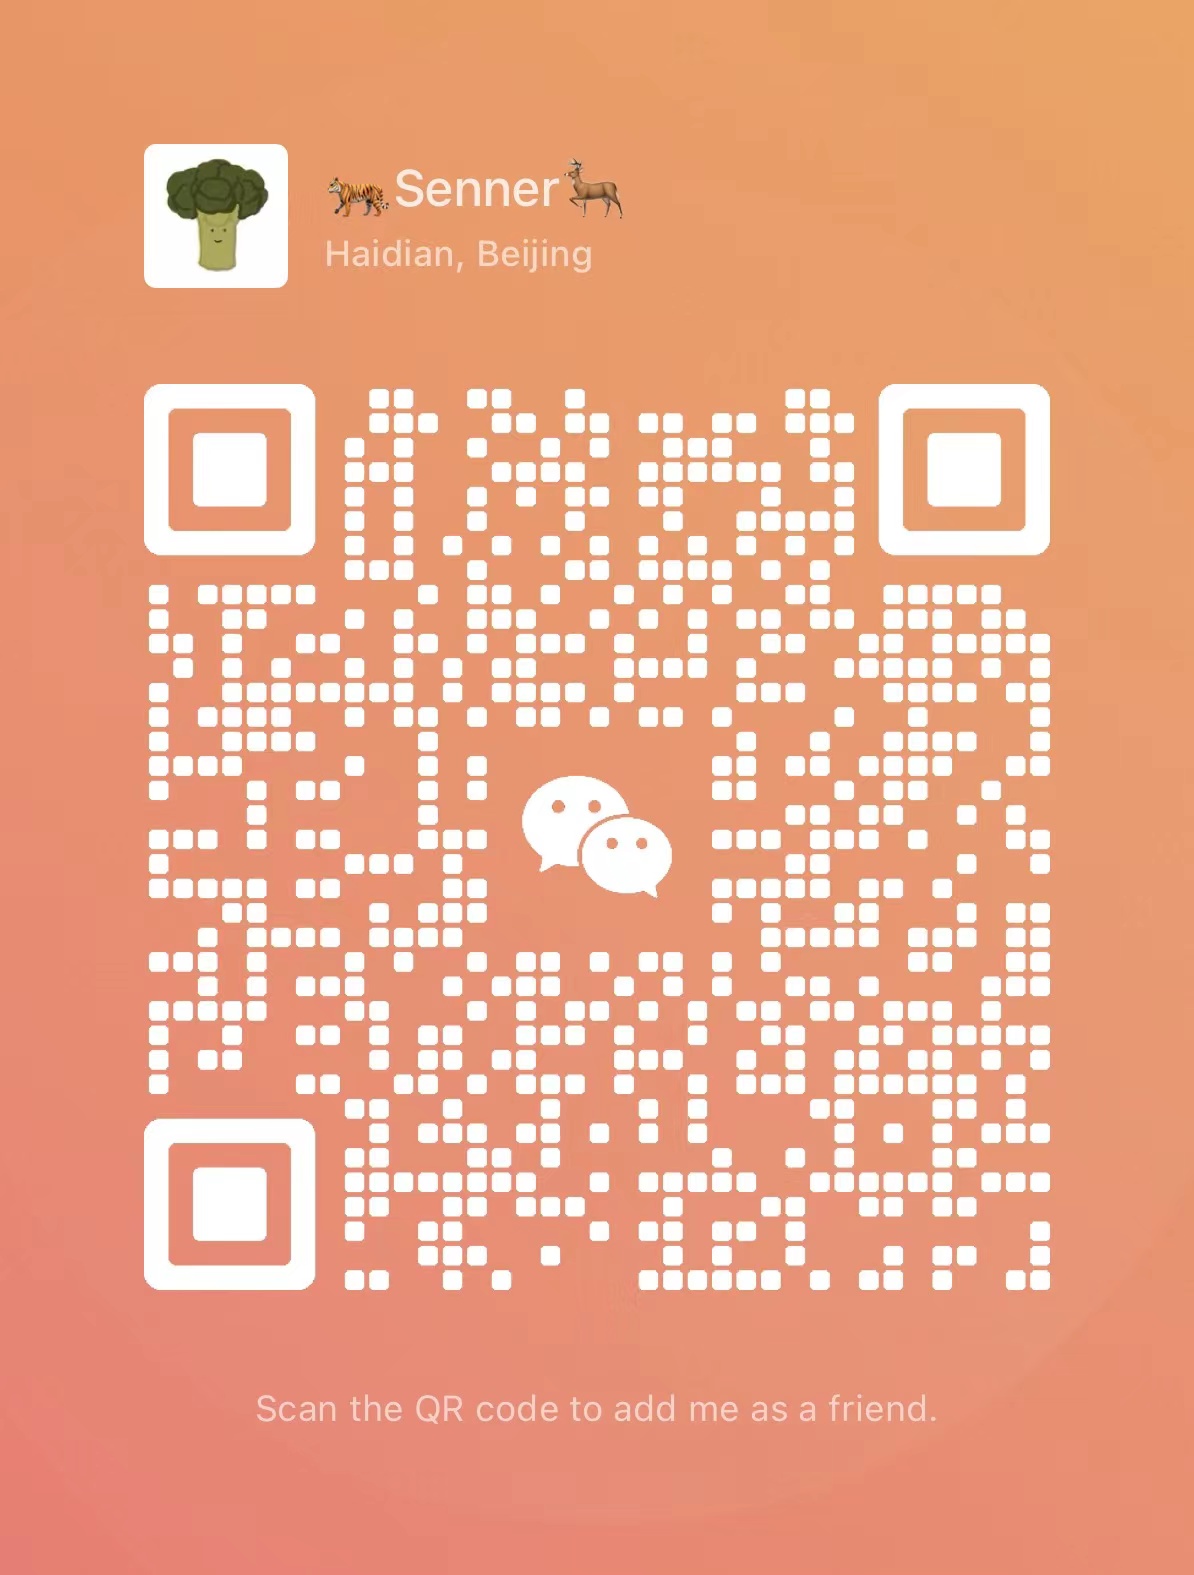 🐅Senner🦌
Haidian, Beijing
Scan the QR code to add me as a friend.